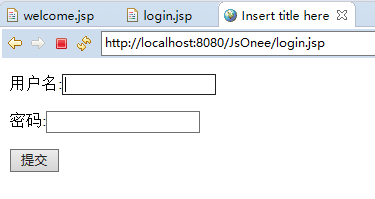 welcome.jsp login.jsp Insert title here
http://localhost:8080/JsOnee/login.jsp
用户名:
密码:
提交